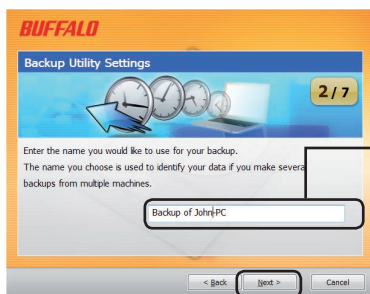 BUFFALO
Backup Utility Settings
2 / 7
Enter the name you would like to use for your backup.
The name you choose is used to identify your data if you make severa
backups from multiple machines.
Backup of John-PC
< Back
Next >
Cancel